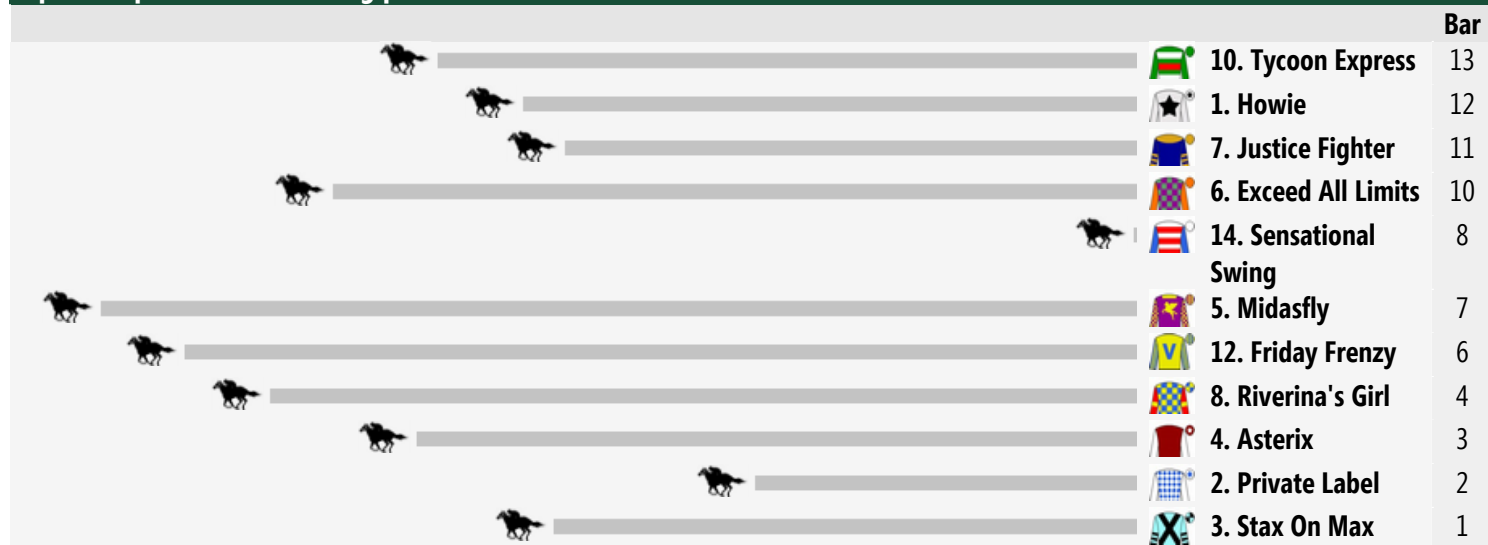 Bar
10. Tycoon Express 13
1. Howie 12
7. Justice Fighter 11
6. Exceed All Limits 10
14. Sensational 8
Swing
5. Midasfly 7
12. Friday Frenzy 6
V
8. Riverina's Girl 4
4. Asterix 3
2. Private Label 2
3. Stax On Max 1